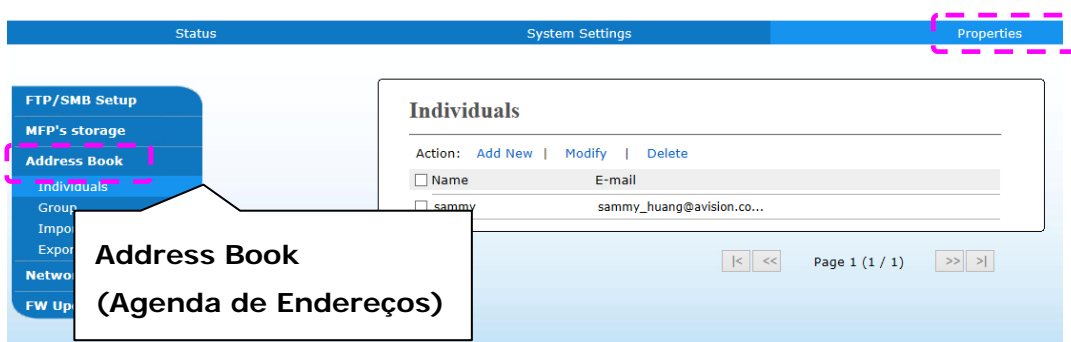 Status System Settings Properties
FTP/SMB Setup
MFP's storage
Address Book
Individuals
Group
Address Book
(Agenda de Endereços)
Individuals
Action: Add New | Modify | Delete
Name E-mail
sammy sammy_huang@avision.co...
|< << Page 1 (1 / 1) >> >|